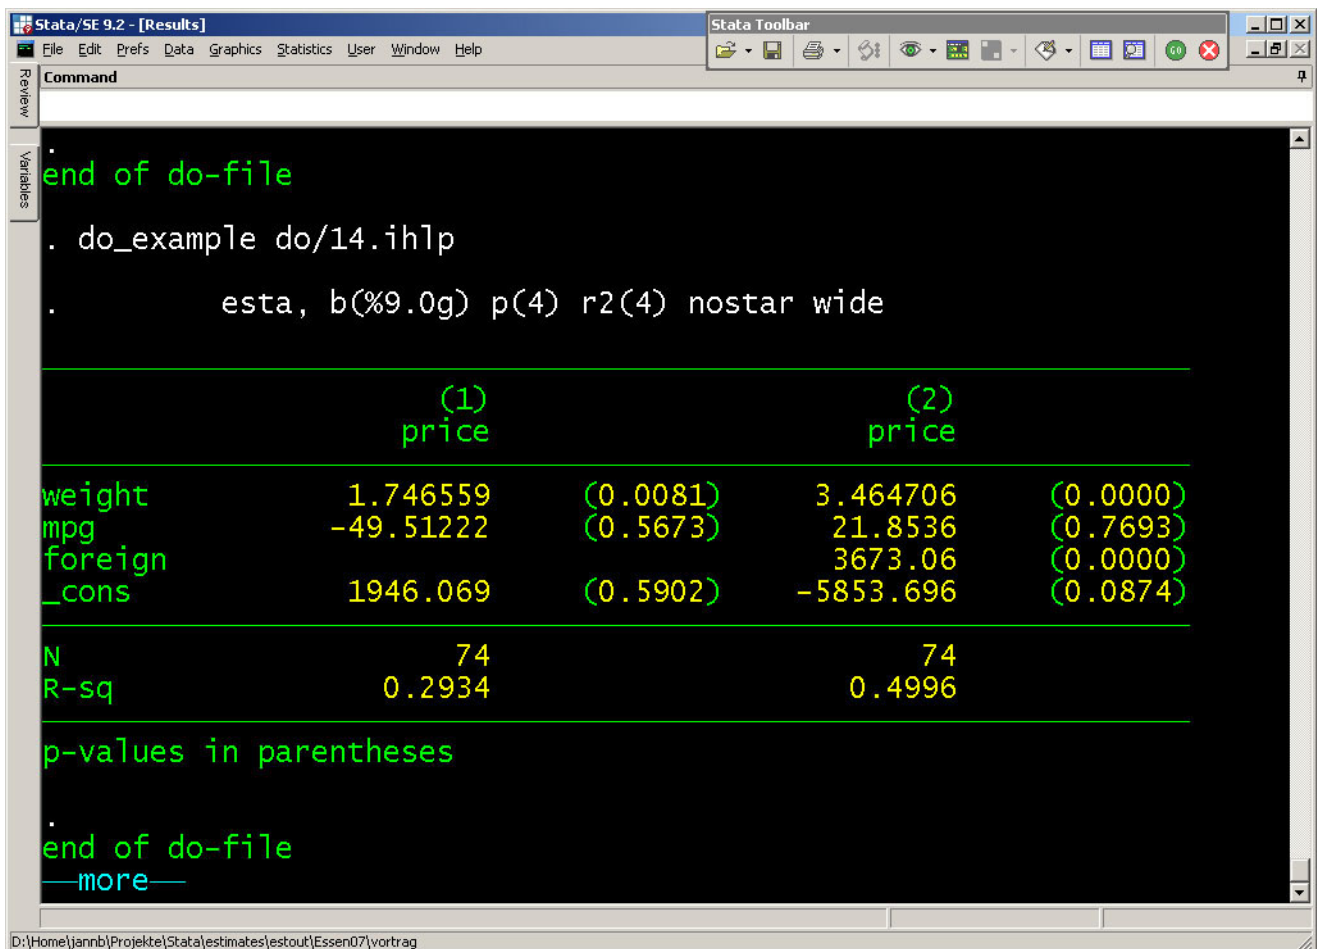 Stata/SE 9.2 - [Results]
Stata Toolbar
File Edit Prefs Data Graphics Statistics User Window Help
GO
Review
Command
Variables
.
end of do-file
. do_example do/14.ihlp
. esta, b(%9.0g) p(4) r2(4) nostar wide
(1) (2)
price price
weight 1.746559 (0.0081) 3.464706 (0.0000)
mpg -49.51222 (0.5673) 21.8536 (0.7693)
foreign 3673.06 (0.0000)
_cons 1946.069 (0.5902) -5853.696 (0.0874)
N 74 74
R-sq 0.2934 0.4996
p-values in parentheses
.
end of do-file
—more—
D:\Home\jannb\Projekte\Stata\estimates\estout\Essen07\vortrag